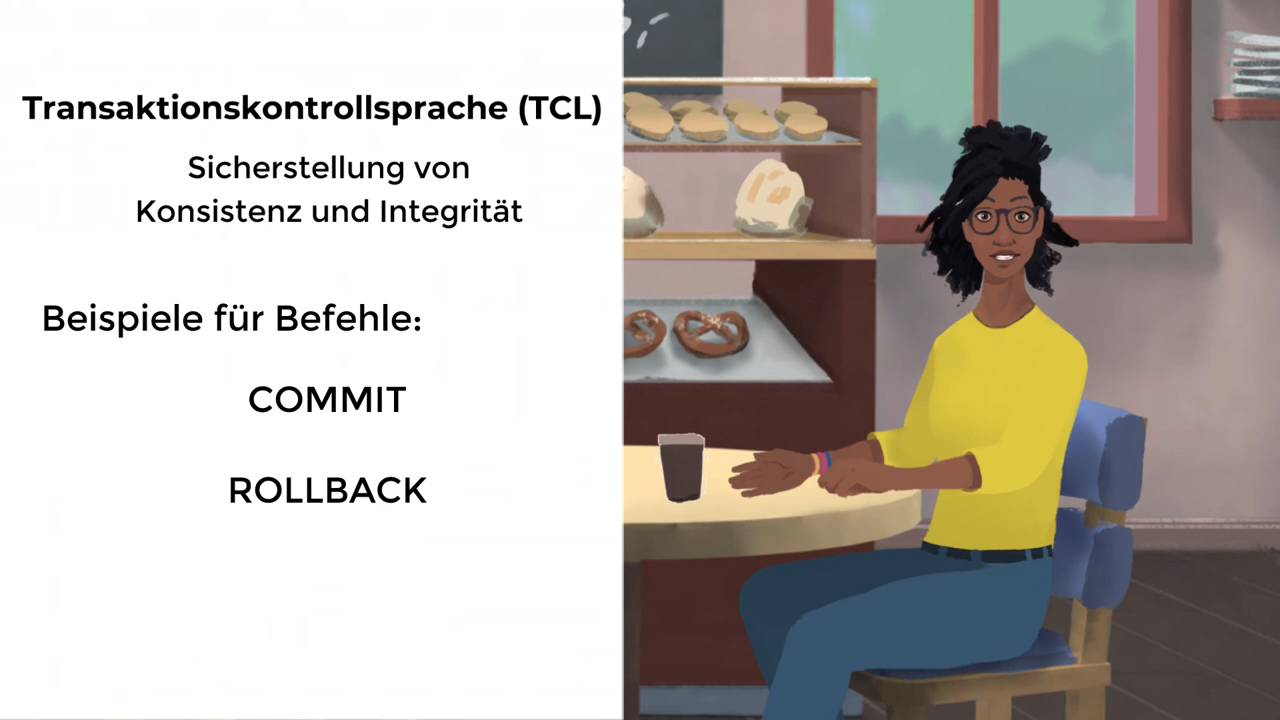 Transaktionskontrollsprache (TCL)
Sicherstellung von
Konsistenz und Integrität
Beispiele für Befehle:
COMMIT
ROLLBACK